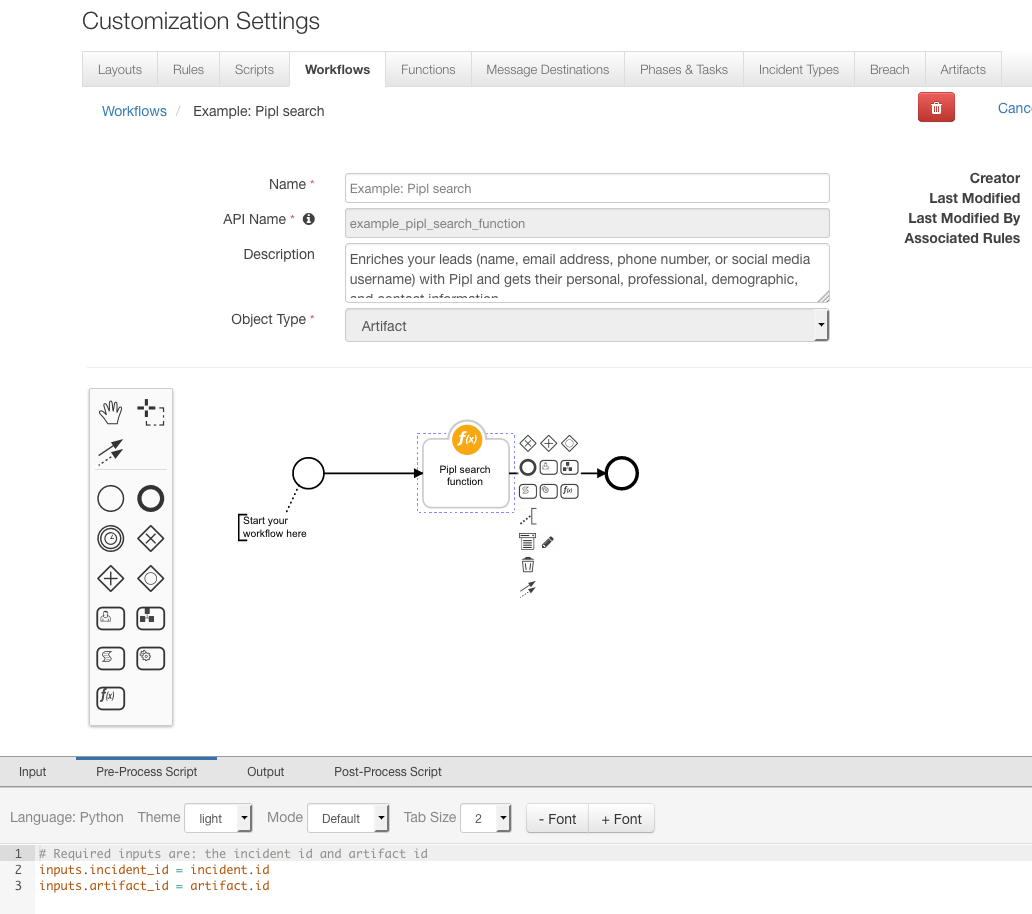 Customization Settings
Layouts Rules Scripts Workflows Functions Message Destinations Phases & Tasks Incident Types Breach Artifacts
Workflows / Example: Pipl search
Canc
Name * Example: Pipl search
API Name * example_pipl_search_function
Description Enriches your leads (name, email address, phone number, or social media
username) with Pipl and gets their personal, professional, demographic,
and contact information
Object Type * Artifact
Creator
Last Modified
Last Modified By
Associated Rules
f(x)
Pipl search
function
Start your
workflow here
f(x)
f(x)
Input Pre-Process Script Output Post-Process Script
Language: Python Theme light Mode Default Tab Size 2 - Font + Font
1 # Required inputs are: the incident id and artifact id
2 inputs.incident_id = incident.id
3 inputs.artifact_id = artifact.id